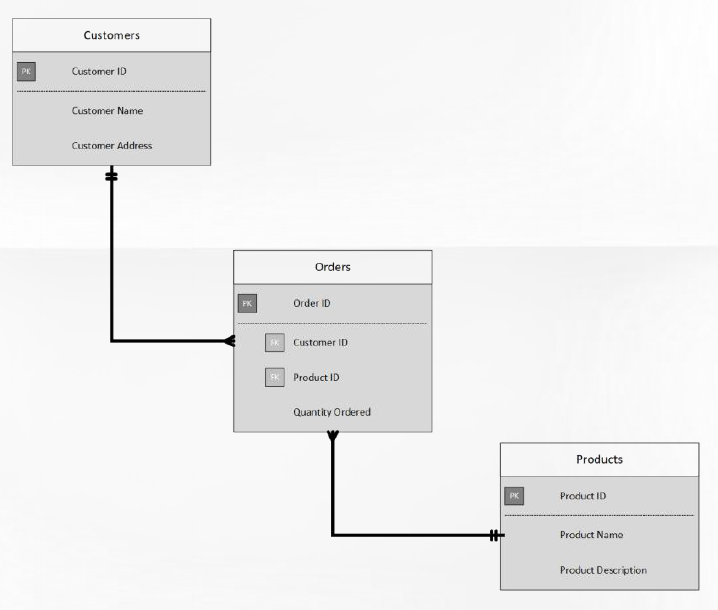 Customers
PK Customer ID
Customer Name
Customer Address
Orders
PK Order ID
FK Customer ID
FK Product ID
Quantity Ordered
Products
PK Product ID
Product Name
Product Description